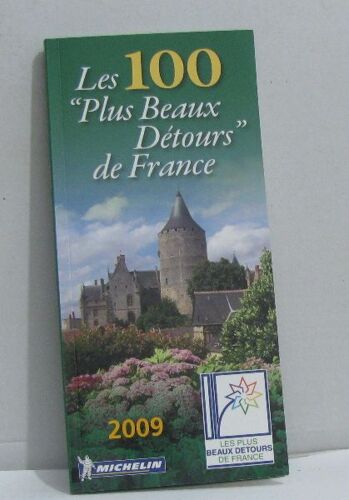 Les 100
"Plus Beaux
Détours"
de France
2009
MICHELIN
LES PLUS
BEAUX DETOURS
DE FRANCE